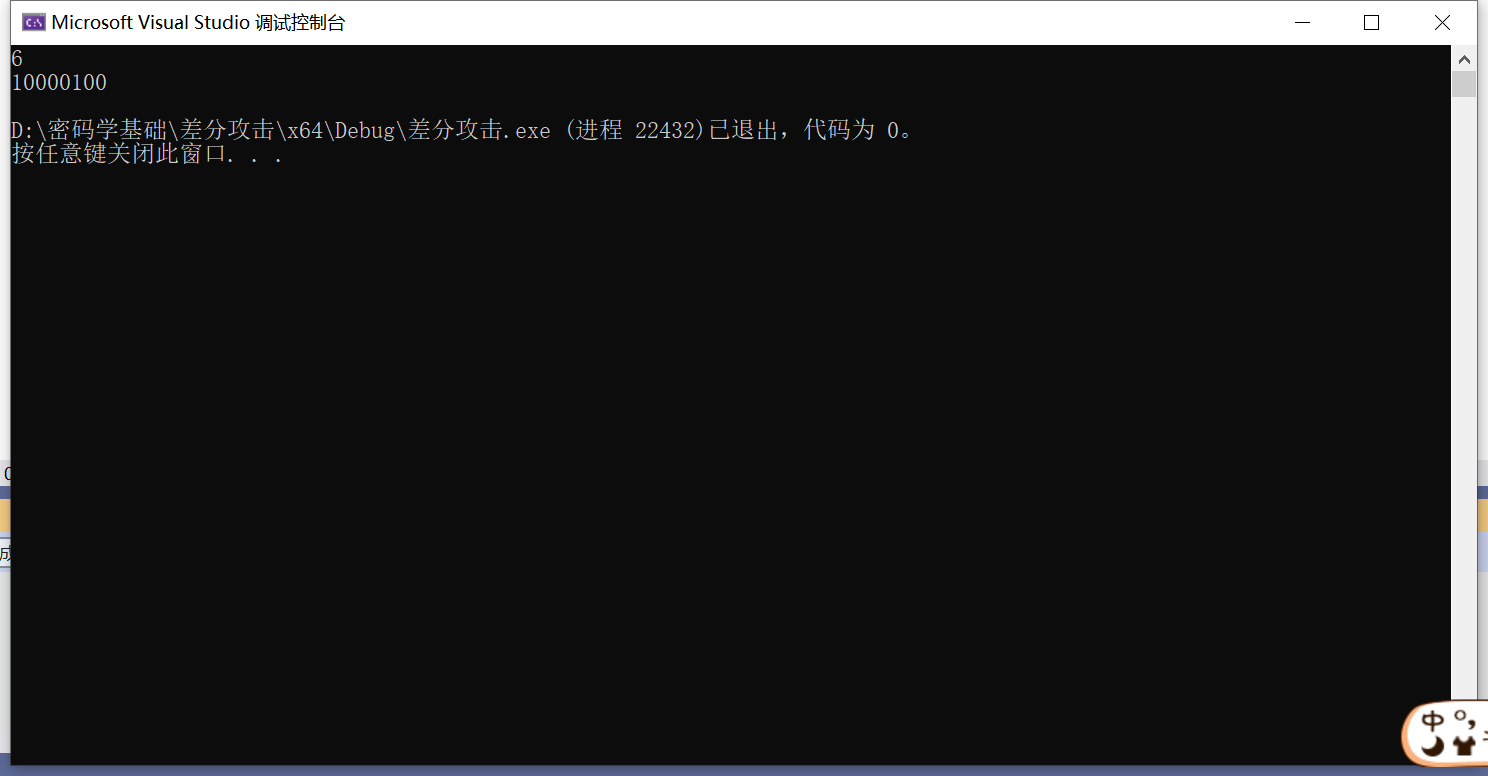 Microsoft Visual Studio 调试控制台
6
10000100
D:\密码学基础\差分攻击\x64\Debug\差分攻击.exe (进程 22432)已退出，代码为 0。
按任意键关闭此窗口. . .
成
中